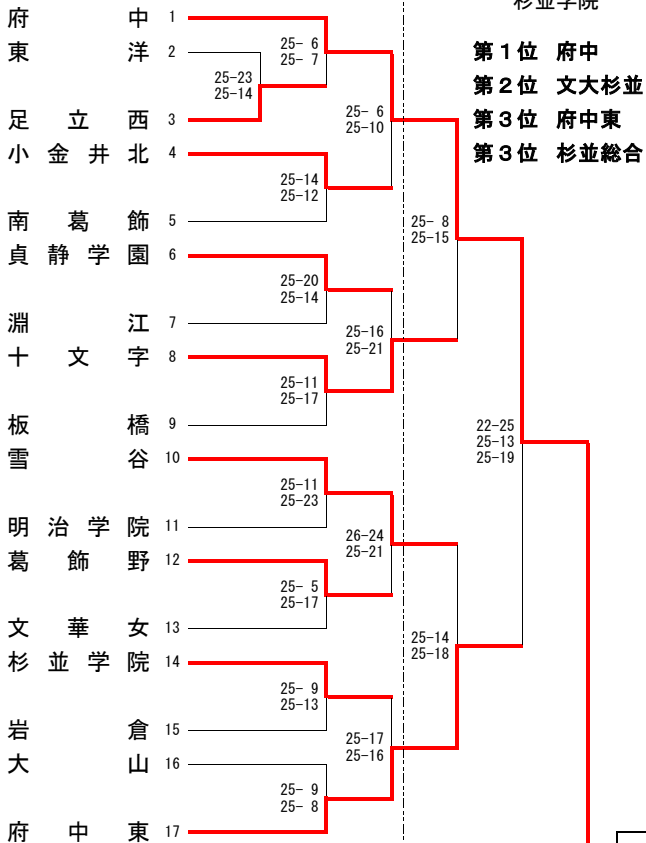 杉並学院
第1位 府中
第2位 文大杉並
第3位 府中東
第3位 杉並総合
府中 1
東洋 2
足立西 3
小金井北 4
南葛飾 5
貞静学園 6
淵江 7
十文字 8
板橋 9
雪谷 10
明治学院 11
葛飾野 12
文華女 13
杉並学院 14
岩倉 15
大山 16
府中東 17
25-23
25-14
25- 6
25- 7
25-14
25-12
25-20
25-14
25-11
25-17
25-11
25-23
25- 5
25-17
25- 9
25-13
25- 9
25- 8
25- 6
25-10
25-16
25-21
26-24
25-21
25-17
25-16
25- 8
25-15
25-14
25-18
22-25
25-13
25-19